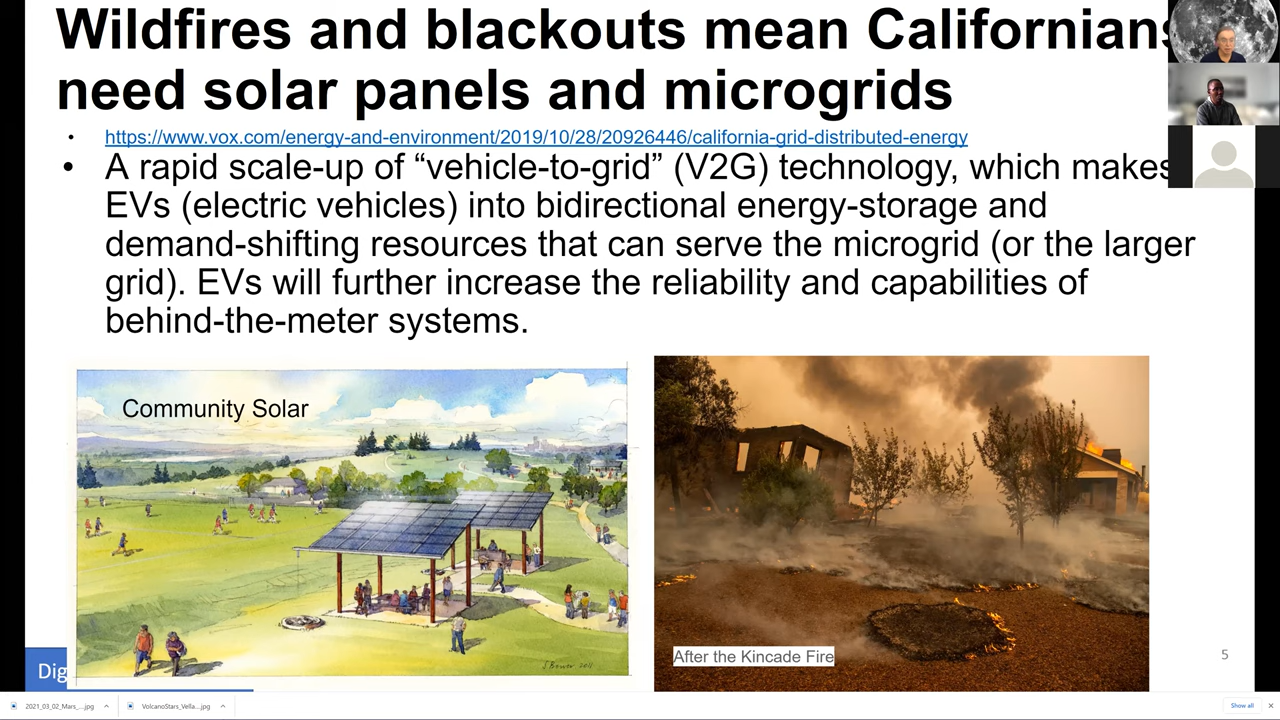 Wildfires and blackouts mean Californians
need solar panels and microgrids
• https://www.vox.com/energy-and-environment/2019/10/28/20926446/california-grid-distributed-energy
• A rapid scale-up of “vehicle-to-grid” (V2G) technology, which makes
EVs (electric vehicles) into bidirectional energy-storage and
demand-shifting resources that can serve the microgrid (or the larger
grid). EVs will further increase the reliability and capabilities of
behind-the-meter systems.
Community Solar
After the Kincade Fire
5
Dig
2021_03_02_Mars_....jpg
VolcanoStars_Vella....jpg
Show all